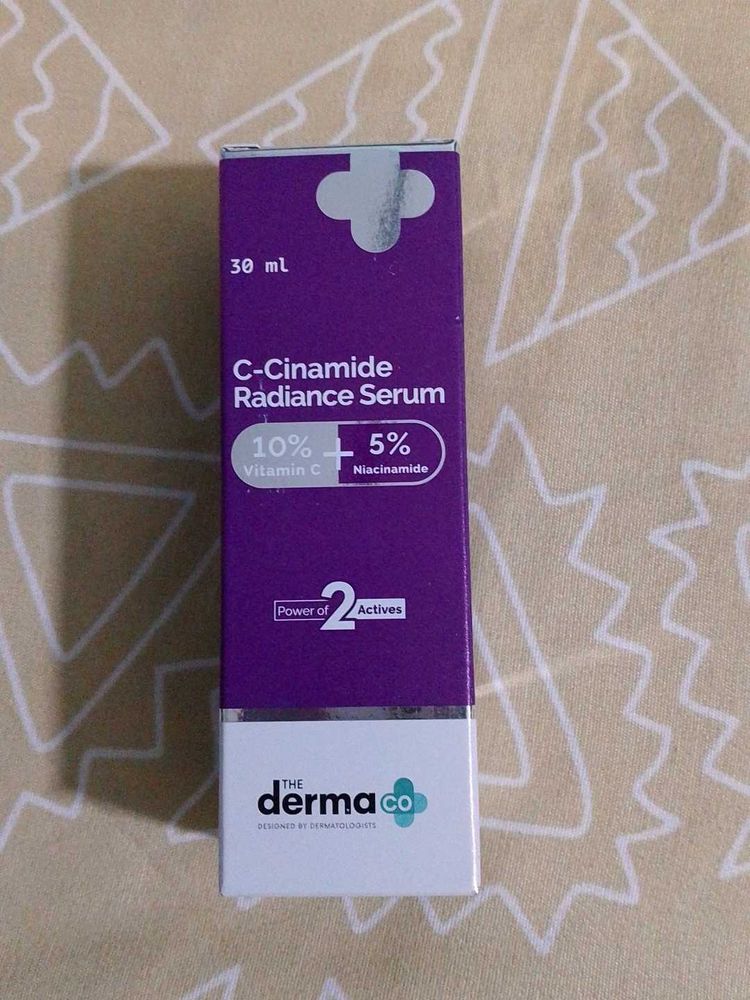 30 ml
C-Cinamide
Radiance Serum
10% + 5%
Vitamin C Niacinamide
Power of 2 Actives
THE
derma co
DESIGNED BY DERMATOLOGISTS